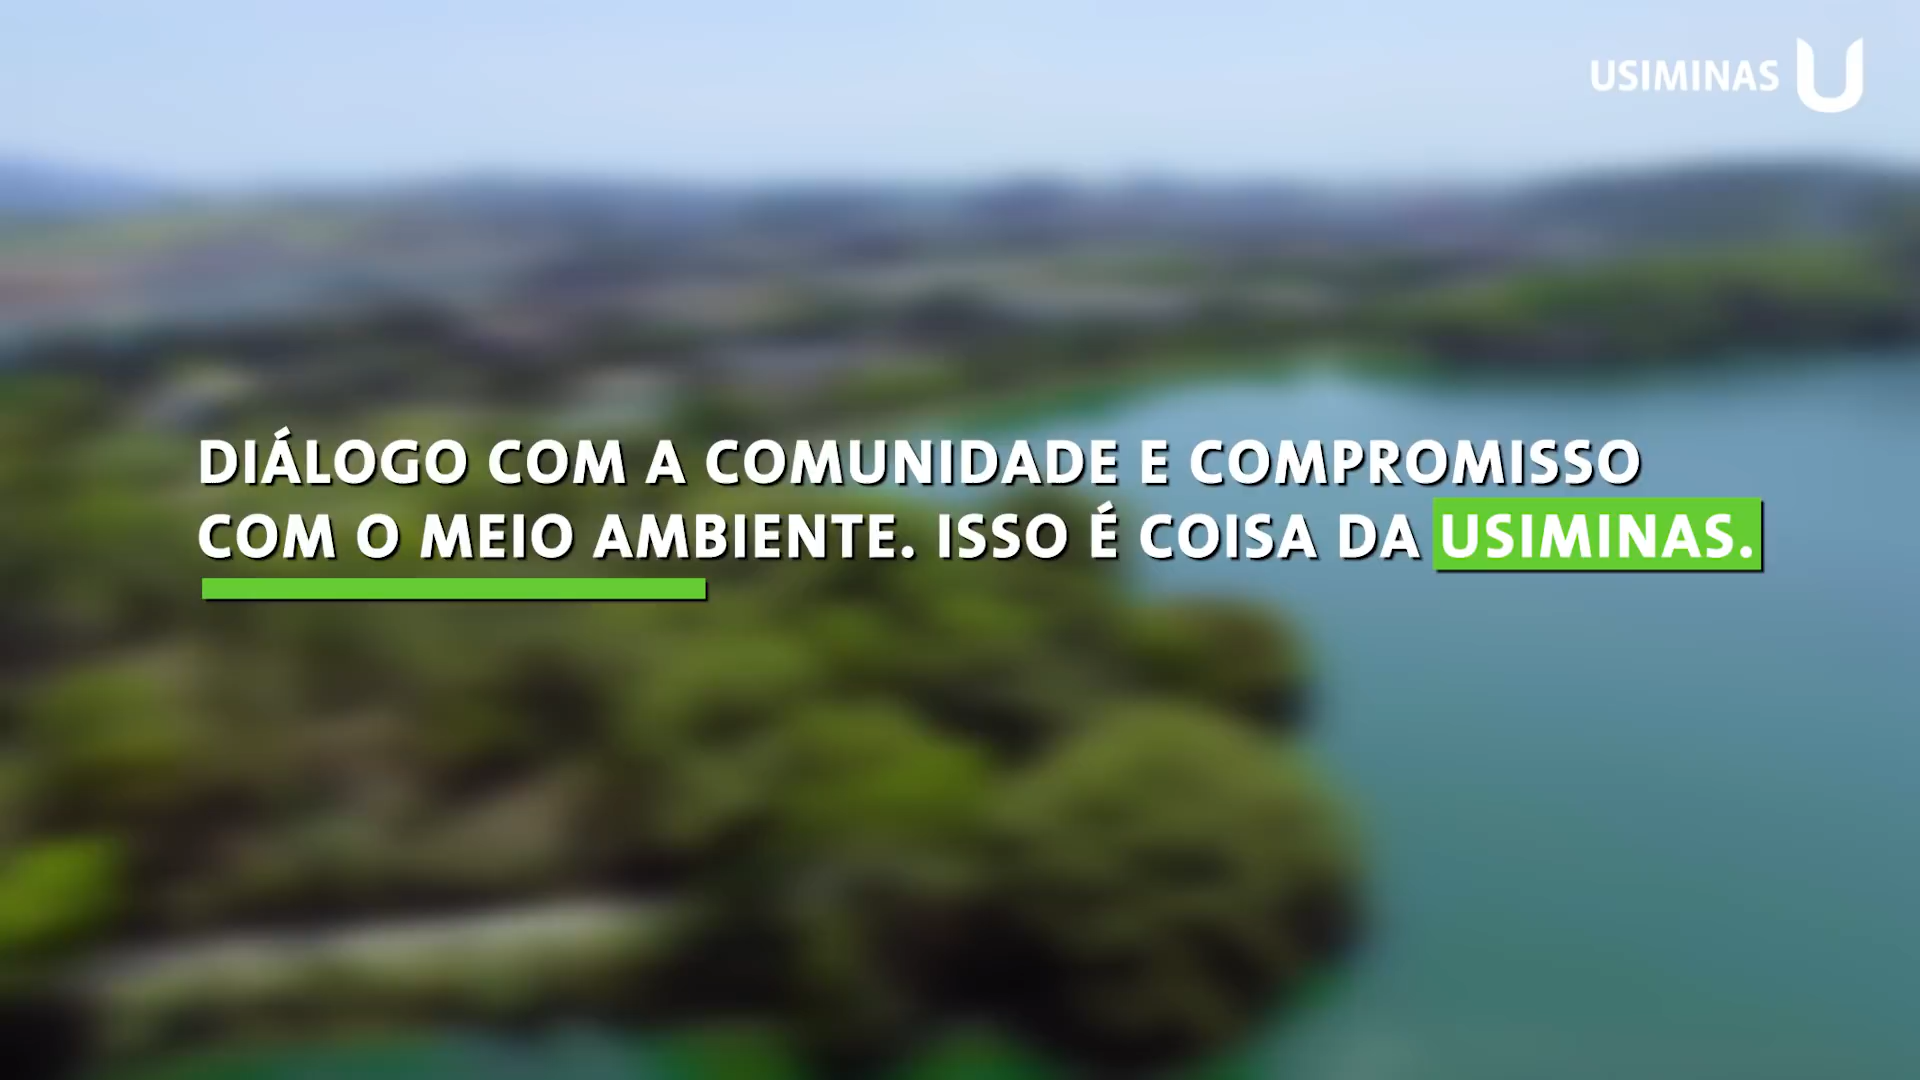 USIMINAS
DIÁLOGO COM A COMUNIDADE E COMPROMISSO
COM O MEIO AMBIENTE. ISSO É COISA DA USIMINAS.